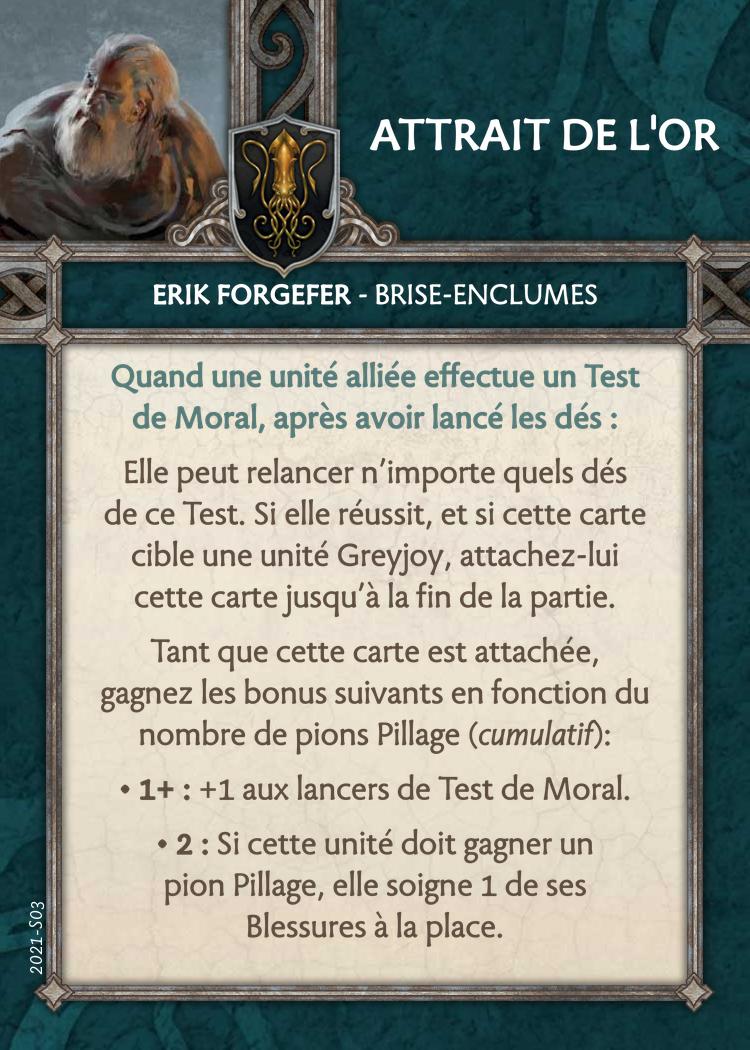 ATTRAIT DE L'OR
ERIK FORGEFER - BRISE-ENCLUMES
Quand une unité alliée effectue un Test
de Moral, après avoir lancé les dés :
Elle peut relancer n’importe quels dés
de ce Test. Si elle réussit, et si cette carte
cible une unité Greyjoy, attachez-lui
cette carte jusqu’à la fin de la partie.
Tant que cette carte est attachée,
gagnez les bonus suivants en fonction du
nombre de pions Pillage (cumulatif):
• 1+ : +1 aux lancers de Test de Moral.
• 2 : Si cette unité doit gagner un
pion Pillage, elle soigne 1 de ses
Blessures à la place.
2021-S03